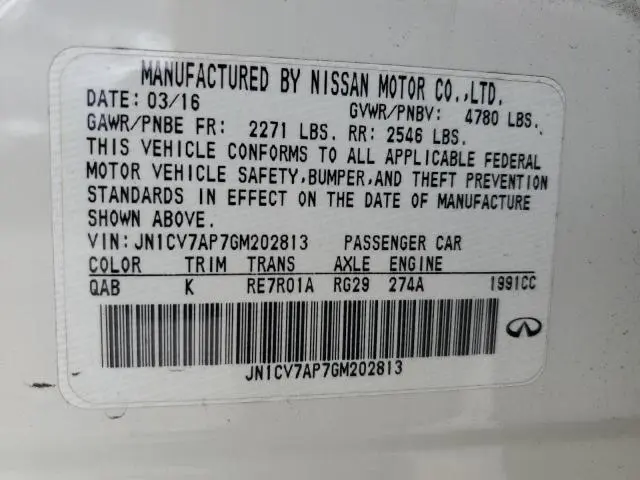 MANUFACTURED BY NISSAN MOTOR CO.,LTD.
DATE: 03/16 GVWR/PNBV: 4780 LBS.
GAWR/PNBE FR: 2271 LBS. RR: 2546 LBS.
THIS VEHICLE CONFORMS TO ALL APPLICABLE FEDERAL
MOTOR VEHICLE SAFETY,BUMPER,AND THEFT PREVENTION
STANDARDS IN EFFECT ON THE DATE OF MANUFACTURE
SHOWN ABOVE.
VIN: JN1CV7AP7GM202813 PASSENGER CAR
COLOR TRIM TRANS AXLE ENGINE
QAB K RE7R01A RG29 274A 1991CC
JN1CV7AP7GM202813